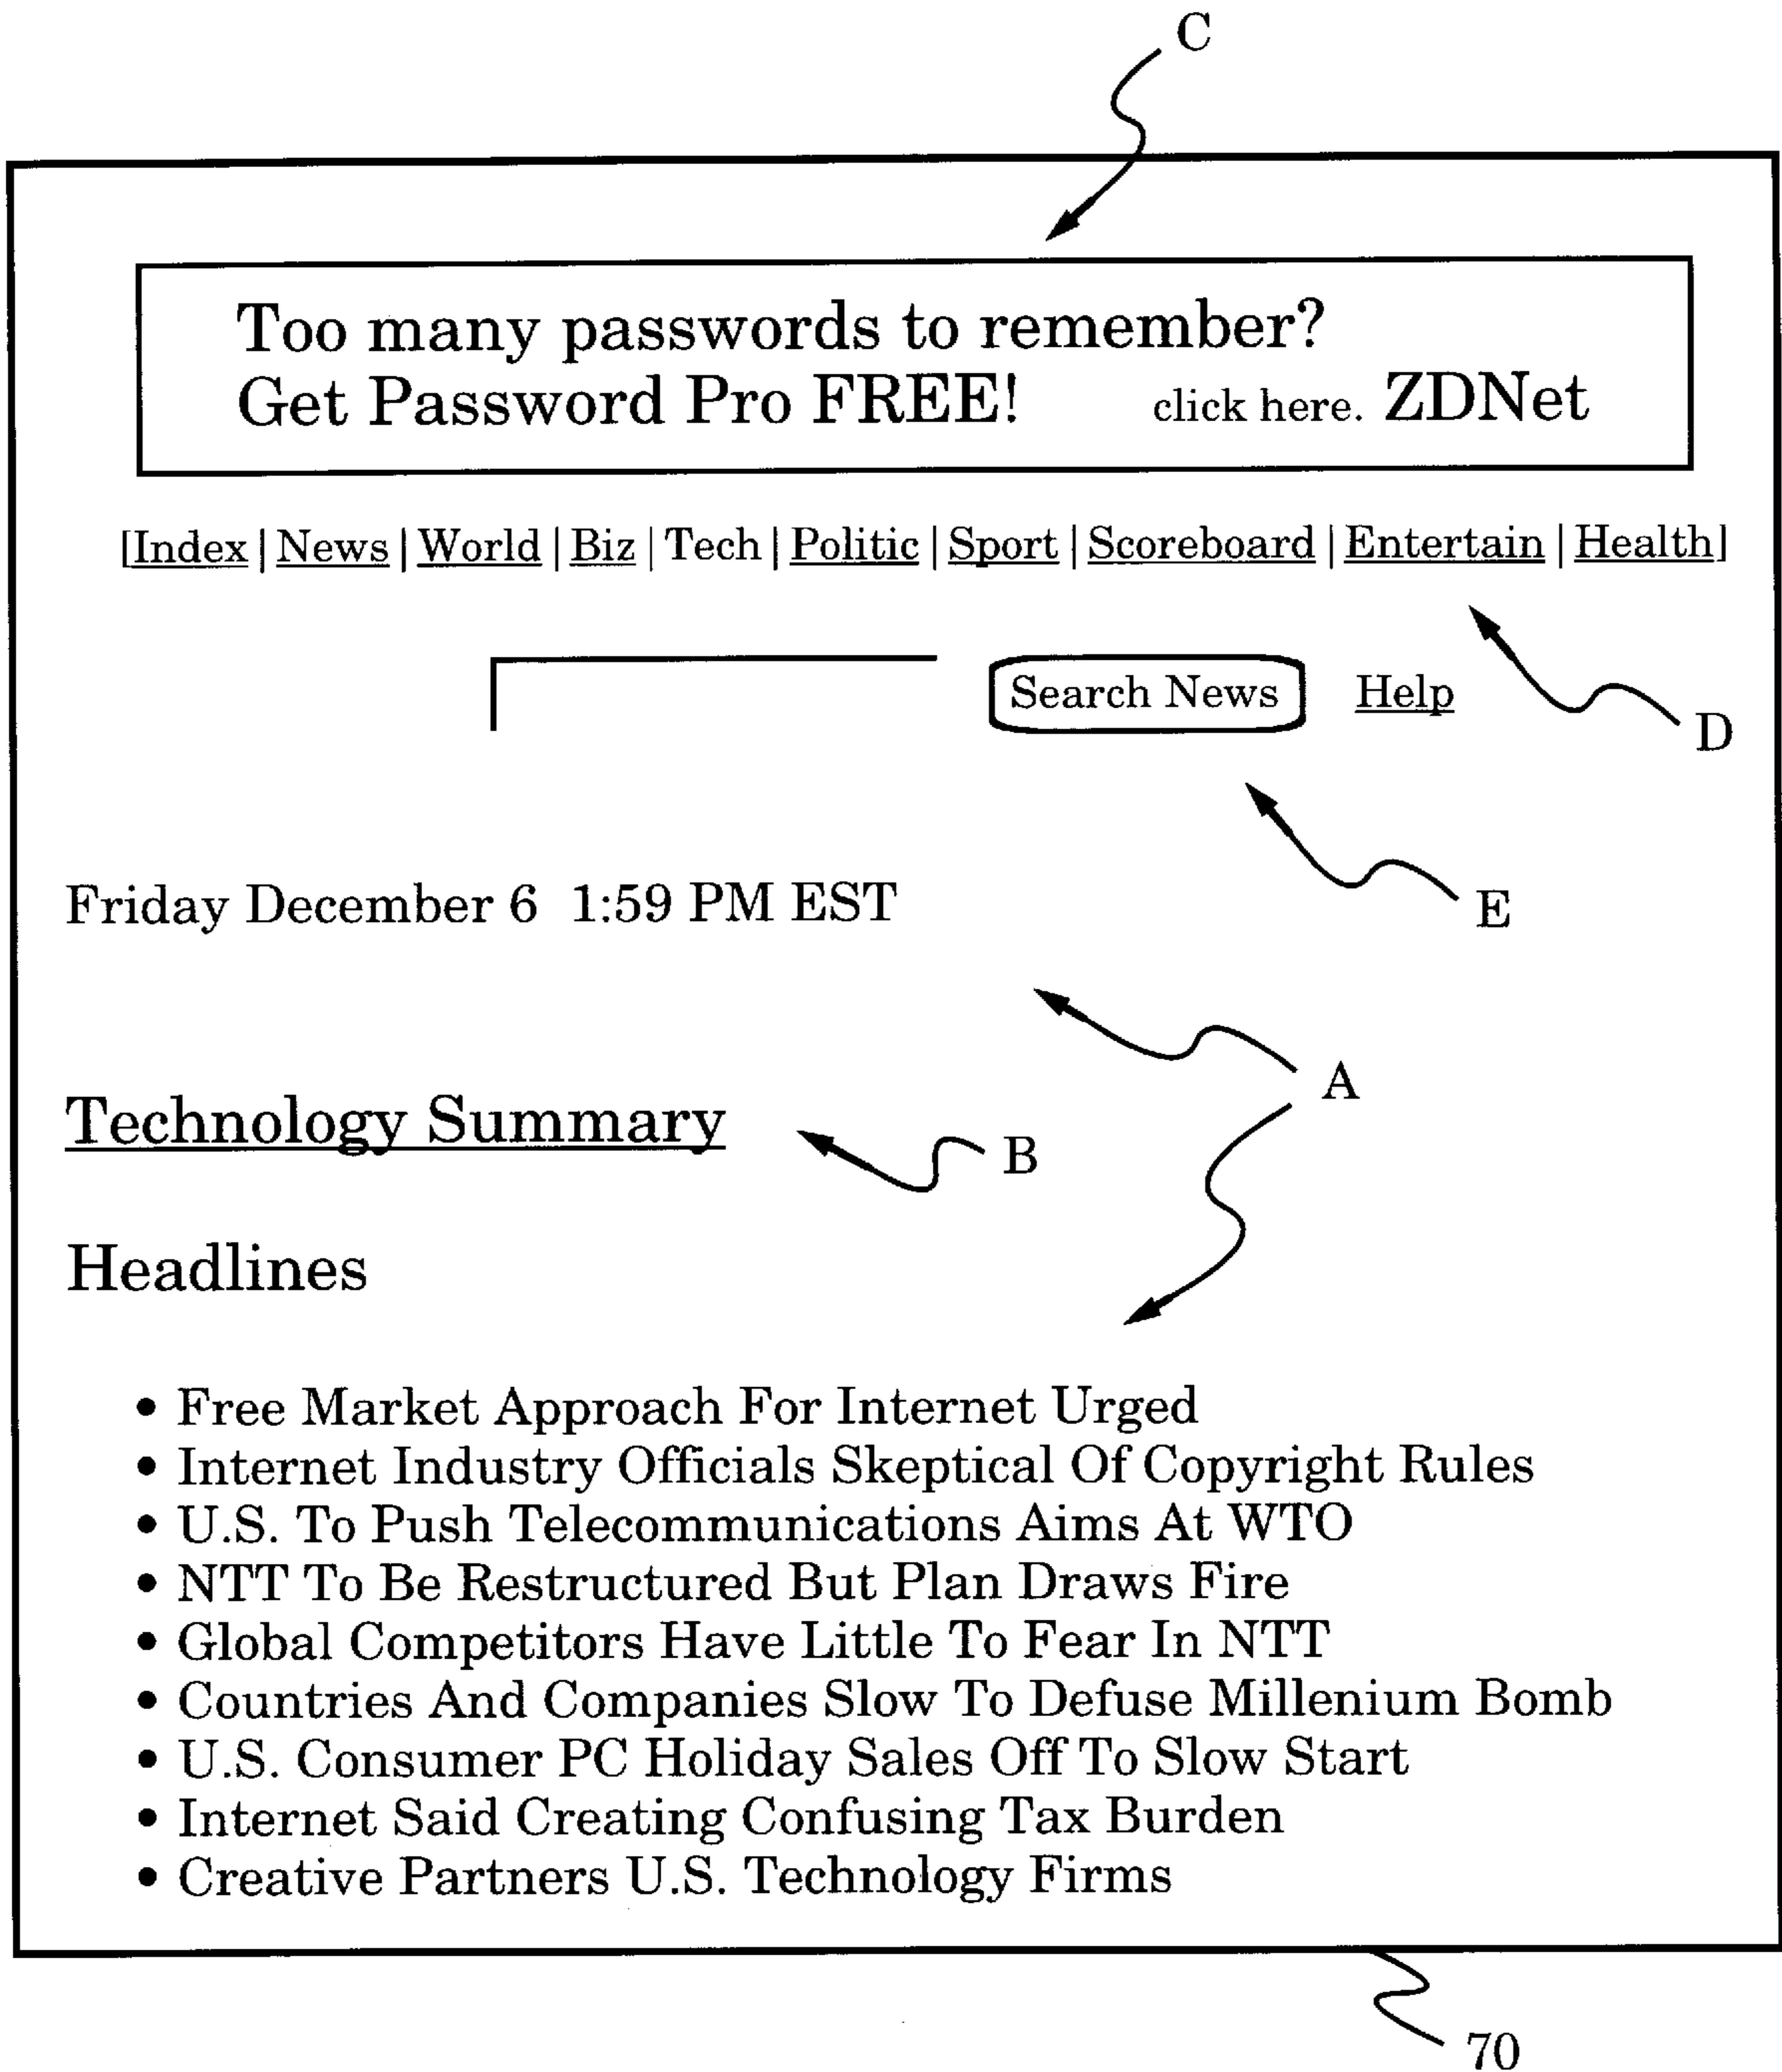 C
Too many passwords to remember?
Get Password Pro FREE! click here. ZDNet
[Index | News | World | Biz | Tech | Politic | Sport | Scoreboard | Entertain | Health]
Search News Help
D
E
Friday December 6 1:59 PM EST
A
Technology Summary
B
Headlines
• Free Market Approach For Internet Urged
• Internet Industry Officials Skeptical Of Copyright Rules
• U.S. To Push Telecommunications Aims At WTO
• NTT To Be Restructured But Plan Draws Fire
• Global Competitors Have Little To Fear In NTT
• Countries And Companies Slow To Defuse Millenium Bomb
• U.S. Consumer PC Holiday Sales Off To Slow Start
• Internet Said Creating Confusing Tax Burden
• Creative Partners U.S. Technology Firms
70